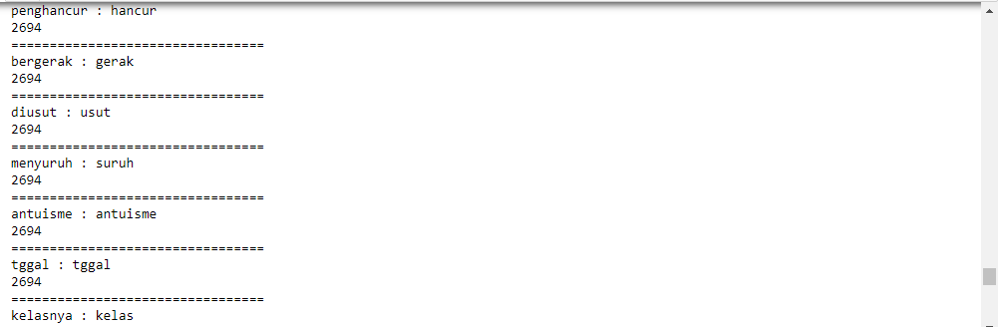 penghancur : hancur
2694
=================================
bergerak : gerak
2694
=================================
diusut : usut
2694
=================================
menyuruh : suruh
2694
=================================
antuisme : antuisme
2694
=================================
tggal : tggal
2694
=================================
kelasnya : kelas